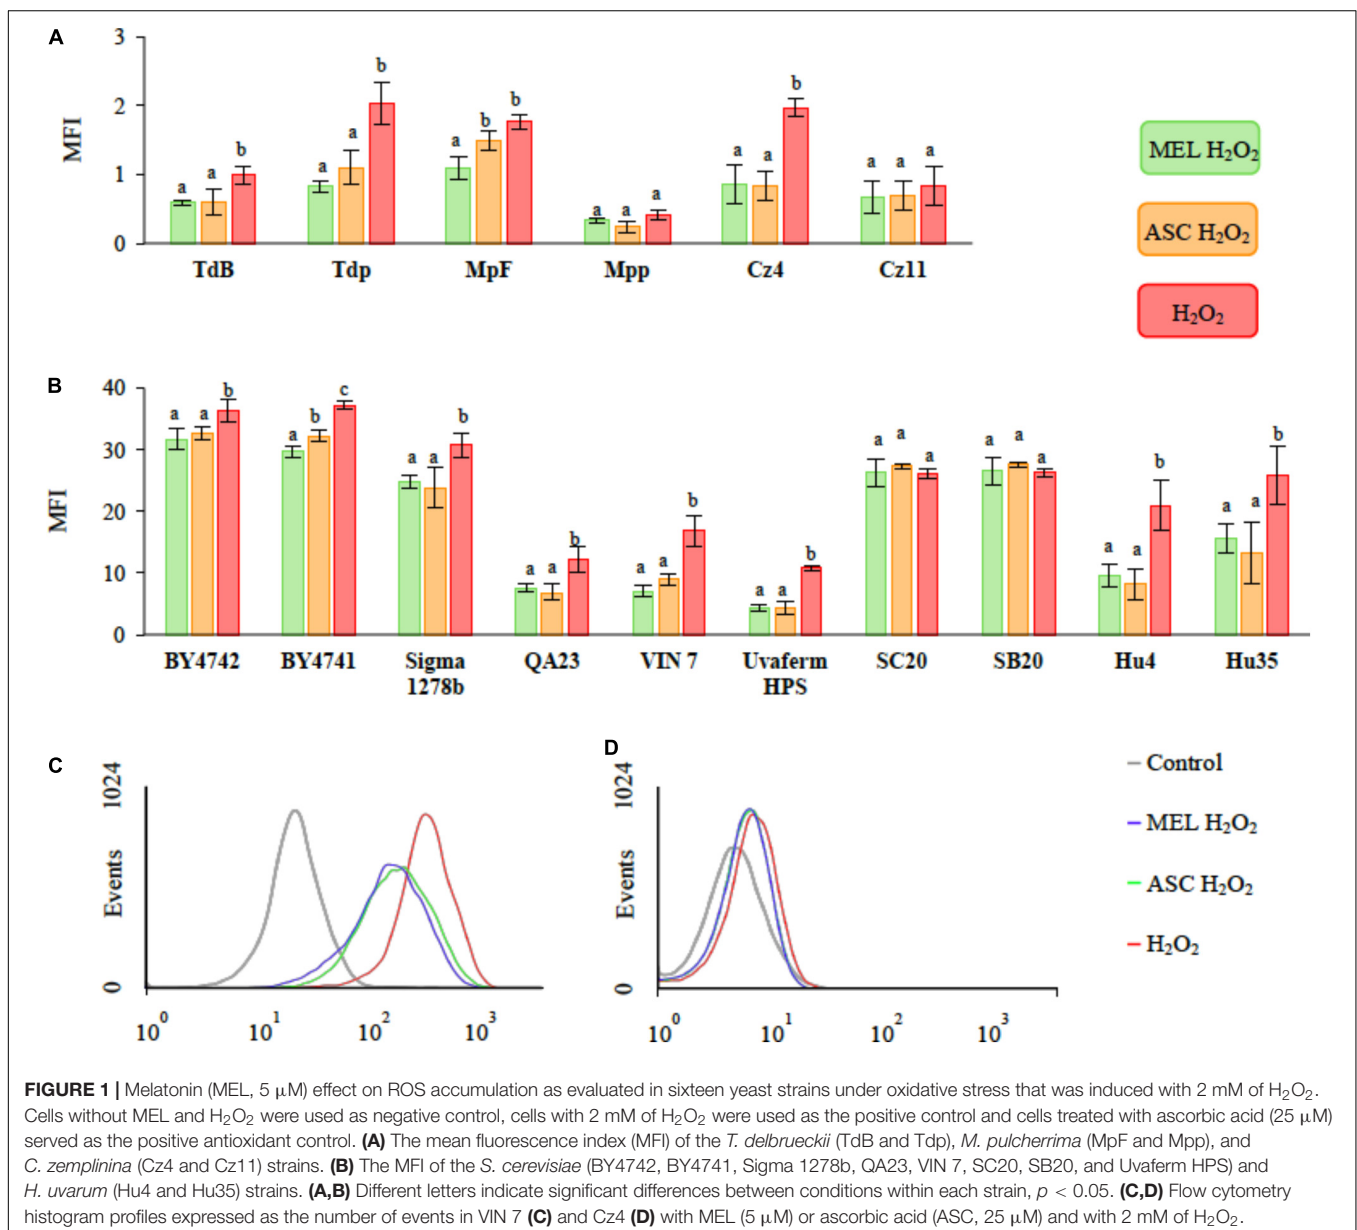 A
3
2
1
0
MFI
a a b
a a b
a b b
a a a
a a b
a a a
TdB Tdp MpF Mpp Cz4 Cz11
MEL H₂O₂
ASC H₂O₂
H₂O₂
B
40
30
20
10
0
MFI
a a b
a b c
a a b
a a b
a a b
a a b
a a a
a a a
a a b
a a b
BY4742 BY4741 Sigma QA23 VIN 7 Uvaferm SC20 SB20 Hu4 Hu35
1278b HPS
C
1024
Events
0
10⁰ 10¹ 10² 10³
D
1024
Events
0
10⁰ 10¹ 10² 10³
Control
MEL H₂O₂
ASC H₂O₂
H₂O₂
FIGURE 1 | Melatonin (MEL, 5 μM) effect on ROS accumulation as evaluated in sixteen yeast strains under oxidative stress that was induced with 2 mM of H₂O₂.
Cells without MEL and H₂O₂ were used as negative control, cells with 2 mM of H₂O₂ were used as the positive control and cells treated with ascorbic acid (25 μM)
served as the positive antioxidant control. (A) The mean fluorescence index (MFI) of the T. delbrueckii (TdB and Tdp), M. pulcherrima (MpF and Mpp), and
C. zemplinina (Cz4 and Cz11) strains. (B) The MFI of the S. cerevisiae (BY4742, BY4741, Sigma 1278b, QA23, VIN 7, SC20, SB20, and Uvaferm HPS) and
H. uvarum (Hu4 and Hu35) strains. (A,B) Different letters indicate significant differences between conditions within each strain, p < 0.05. (C,D) Flow cytometry
histogram profiles expressed as the number of events in VIN 7 (C) and Cz4 (D) with MEL (5 μM) or ascorbic acid (ASC, 25 μM) and with 2 mM of H₂O₂.